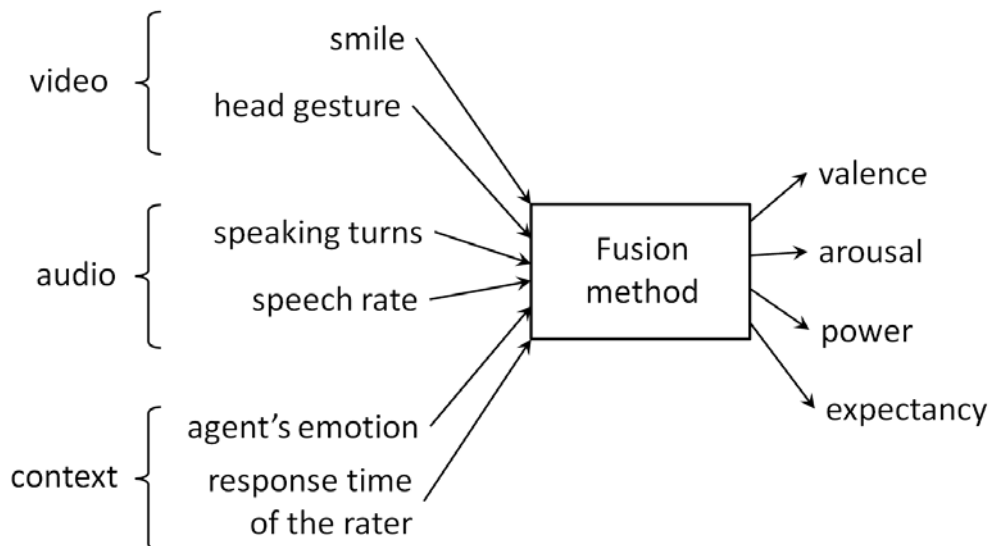 video
smile
head gesture
audio
speaking turns
speech rate
context
agent’s emotion
response time
of the rater
Fusion
method
valence
arousal
power
expectancy